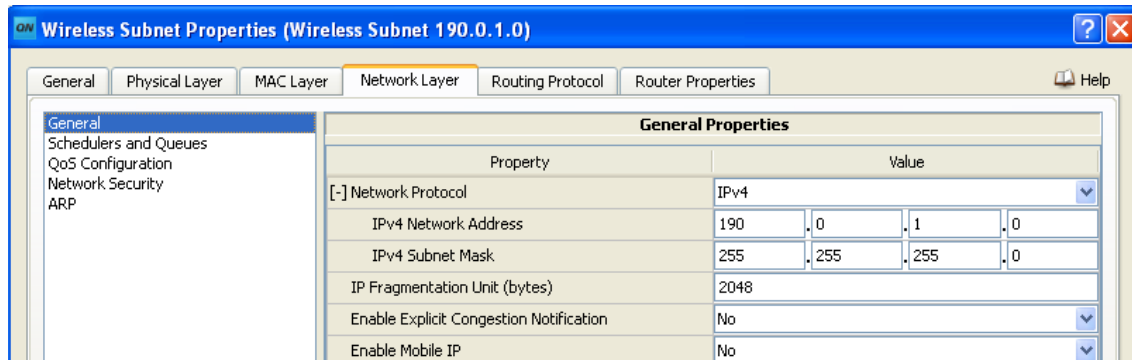 QN Wireless Subnet Properties (Wireless Subnet 190.0.1.0)
General Physical Layer MAC Layer Network Layer Routing Protocol Router Properties Help
General
Schedulers and Queues
QoS Configuration
Network Security
ARP
General Properties
Property Value
[-] Network Protocol IPv4
IPv4 Network Address 190 . 0 . 1 . 0
IPv4 Subnet Mask 255 . 255 . 255 . 0
IP Fragmentation Unit (bytes) 2048
Enable Explicit Congestion Notification No
Enable Mobile IP No